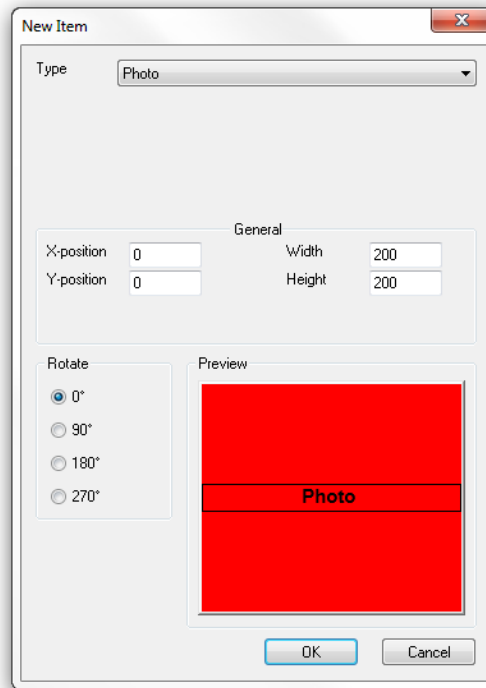 New Item
Type Photo
General
X-position 0 Width 200
Y-position 0 Height 200
Rotate
0°
90°
180°
270°
Preview
Photo
OK Cancel